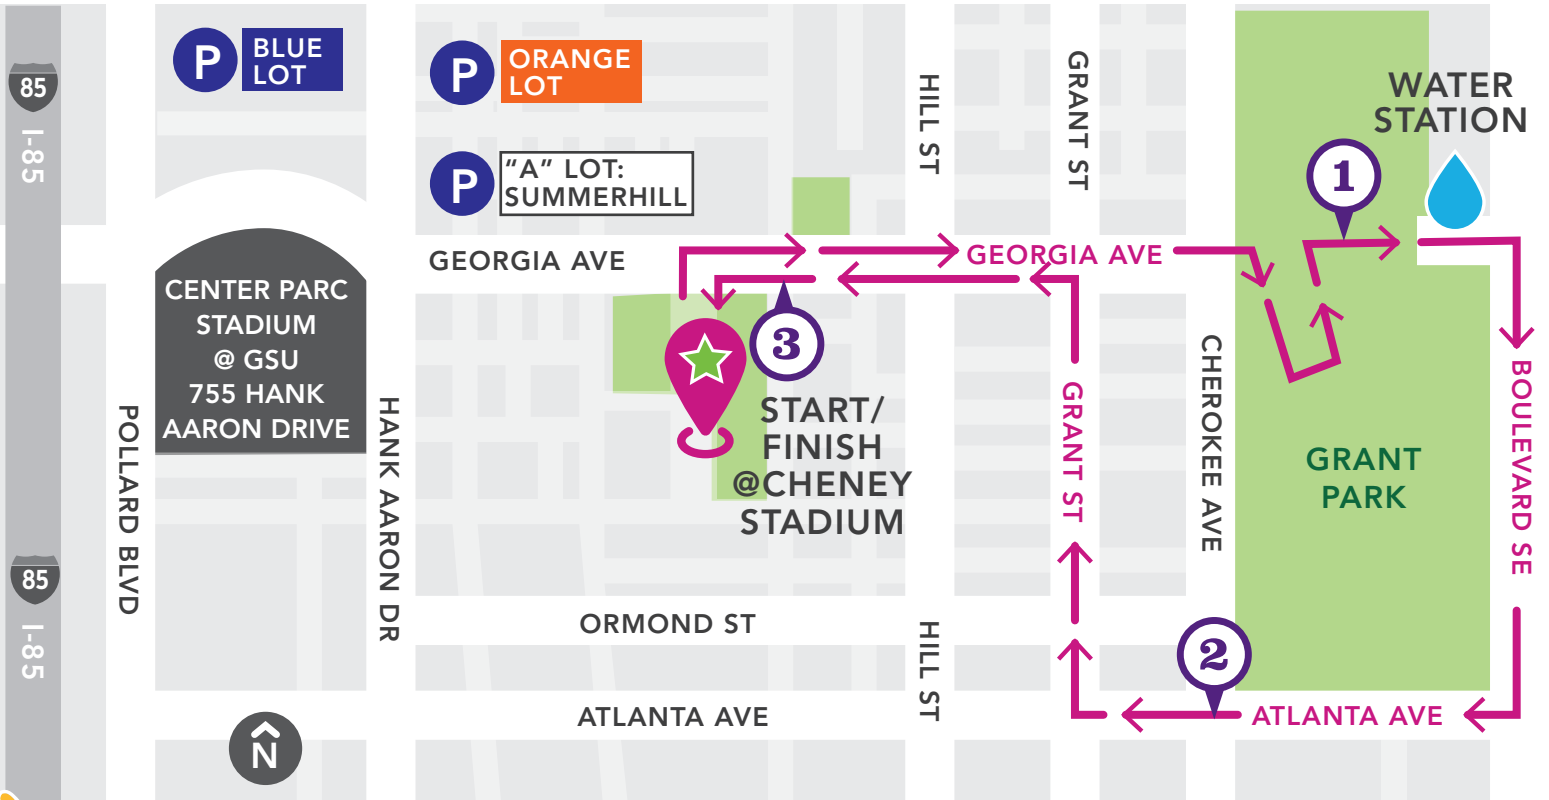 85
I-85
P
BLUE
LOT
P
ORANGE
LOT
P
"A" LOT:
SUMMERHILL
HILL ST
GRANT ST
WATER
STATION
1
GEORGIA AVE
GEORGIA AVE
CENTER PARC
STADIUM
@ GSU
755 HANK
AARON DRIVE
3
START/
FINISH
@CHENEY
STADIUM
POLLARD BLVD
HANK AARON DR
GRANT ST
CHEROKEE AVE
GRANT
PARK
BOULEVARD SE
85
I-85
ORMOND ST
HILL ST
2
ATLANTA AVE
ATLANTA AVE
N